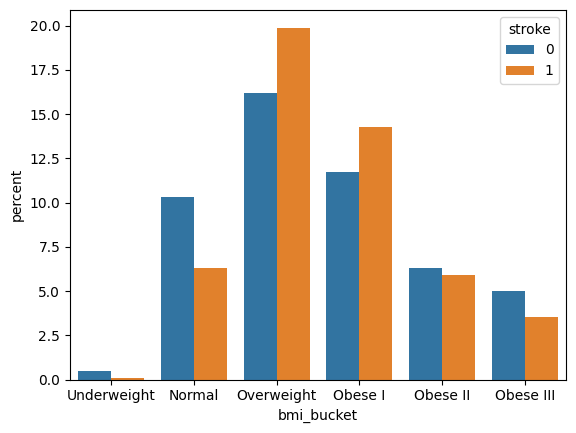 stroke
0
1
percent
20.0
17.5
15.0
12.5
10.0
7.5
5.0
2.5
0.0
Underweight Normal Overweight Obese I Obese II Obese III
bmi_bucket